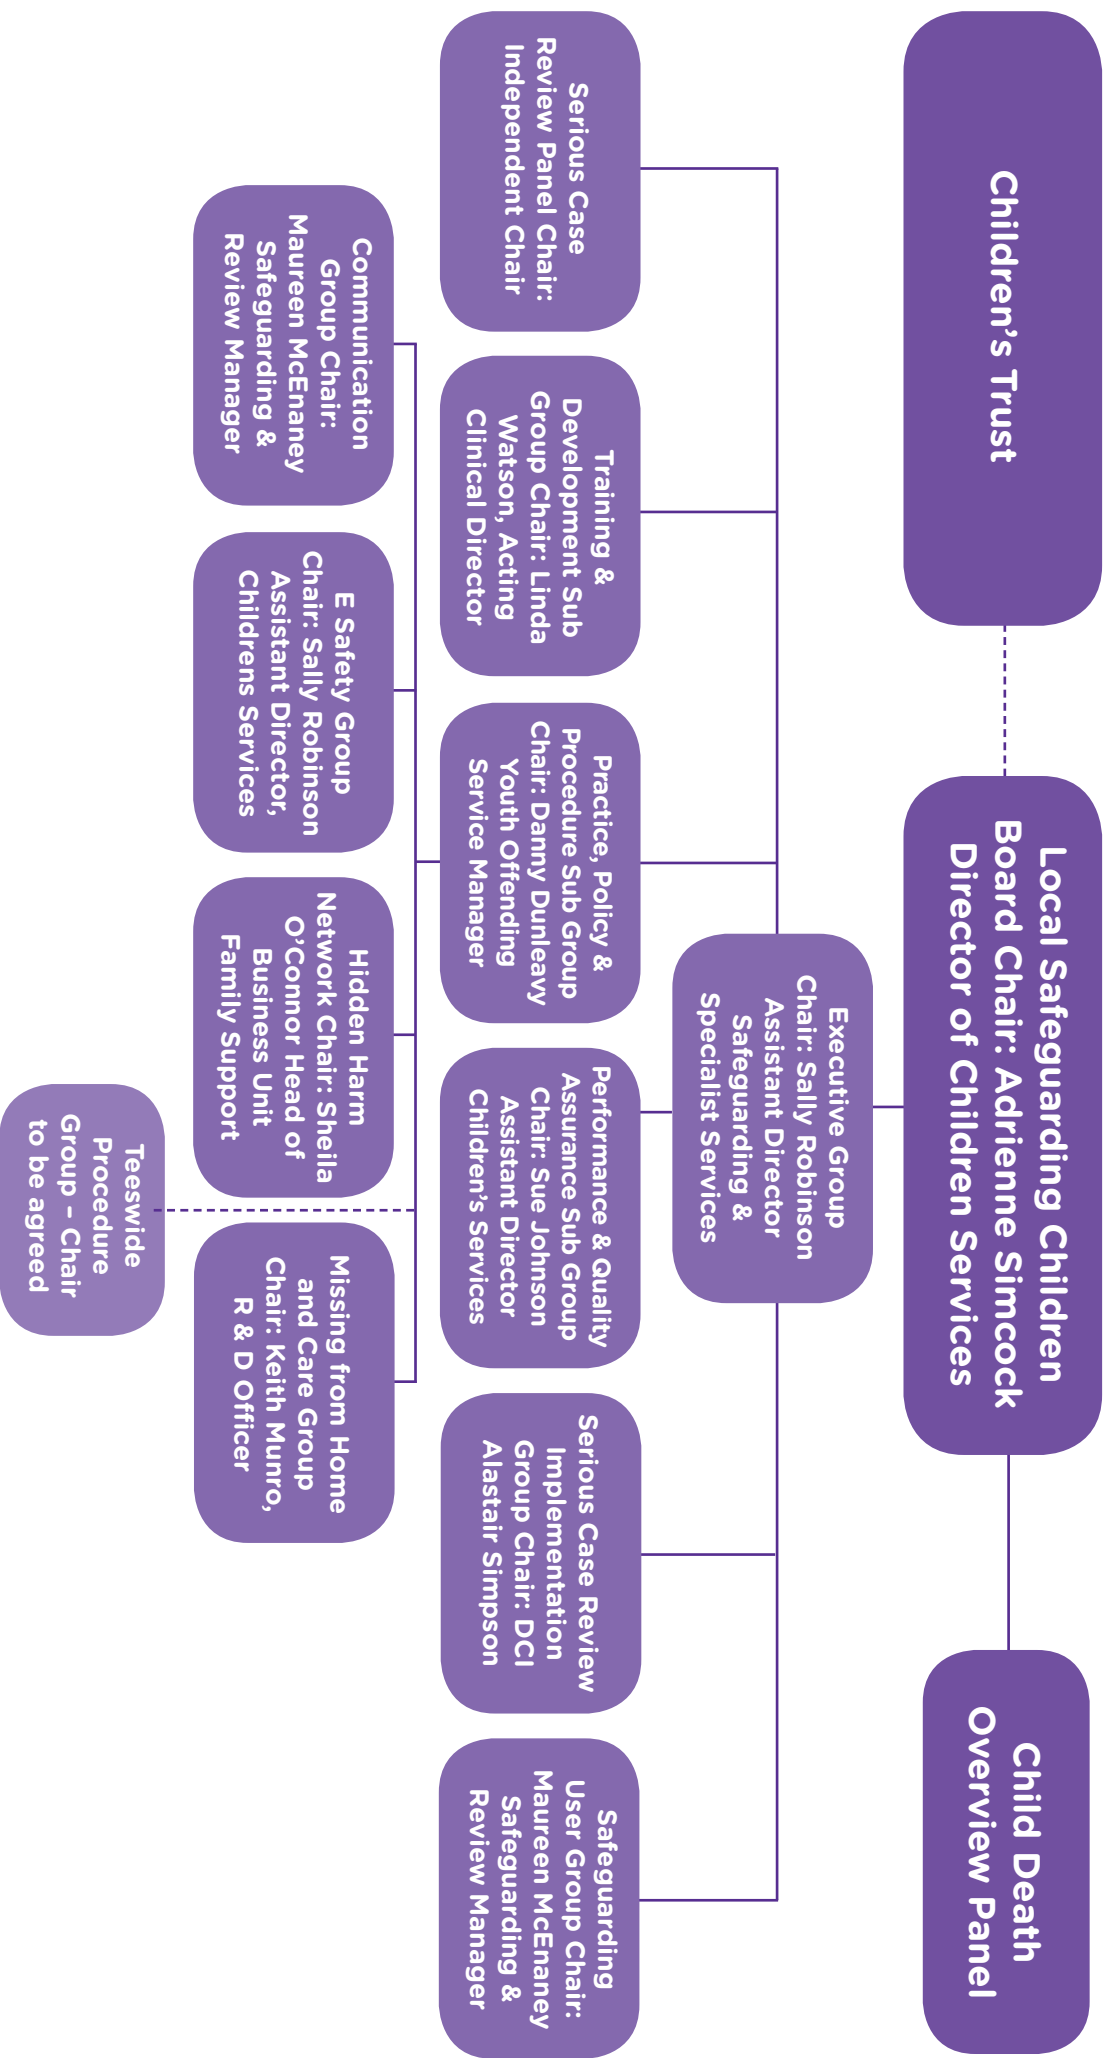 Children’s Trust
Local Safeguarding Children
Board Chair: Adrienne Simcock
Director of Children Services
Child Death
Overview Panel
Executive Group
Chair: Sally Robinson
Assistant Director
Safeguarding &
Specialist Services
Serious Case
Review Panel Chair:
Independent Chair
Training &
Development Sub
Group Chair: Linda
Watson, Acting
Clinical Director
Practice, Policy &
Procedure Sub Group
Chair: Danny Dunleavy
Youth Offending
Service Manager
Performance & Quality
Assurance Sub Group
Chair: Sue Johnson
Assistant Director
Children’s Services
Serious Case Review
Implementation
Group Chair: DCI
Alastair Simpson
Safeguarding
User Group Chair:
Maureen McEnaney
Safeguarding &
Review Manager
Communication
Group Chair:
Maureen McEnaney
Safeguarding &
Review Manager
E Safety Group
Chair: Sally Robinson
Assistant Director,
Childrens Services
Hidden Harm
Network Chair: Sheila
O’Connor Head of
Business Unit
Family Support
Missing from Home
and Care Group
Chair: Keith Munro,
R & D Officer
Teeswide
Procedure
Group – Chair
to be agreed